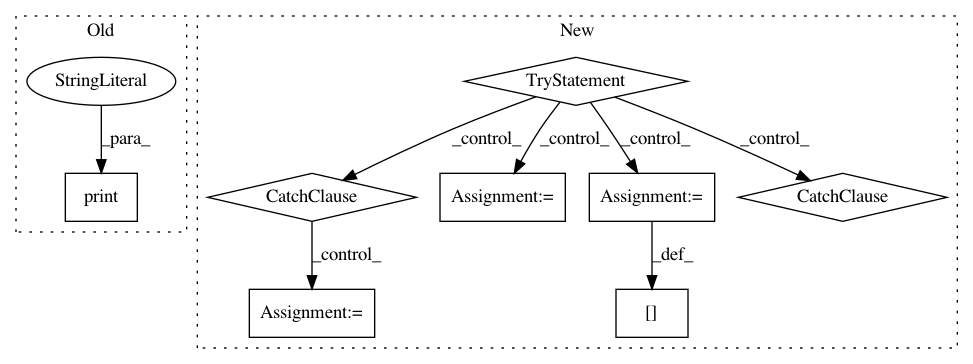 Old
New
StringLiteral
TryStatement
_para_
_control_
_control_
_control_
_control_
print
CatchClause
Assignment:=
Assignment:=
CatchClause
_control_
_def_
Assignment:=
[]